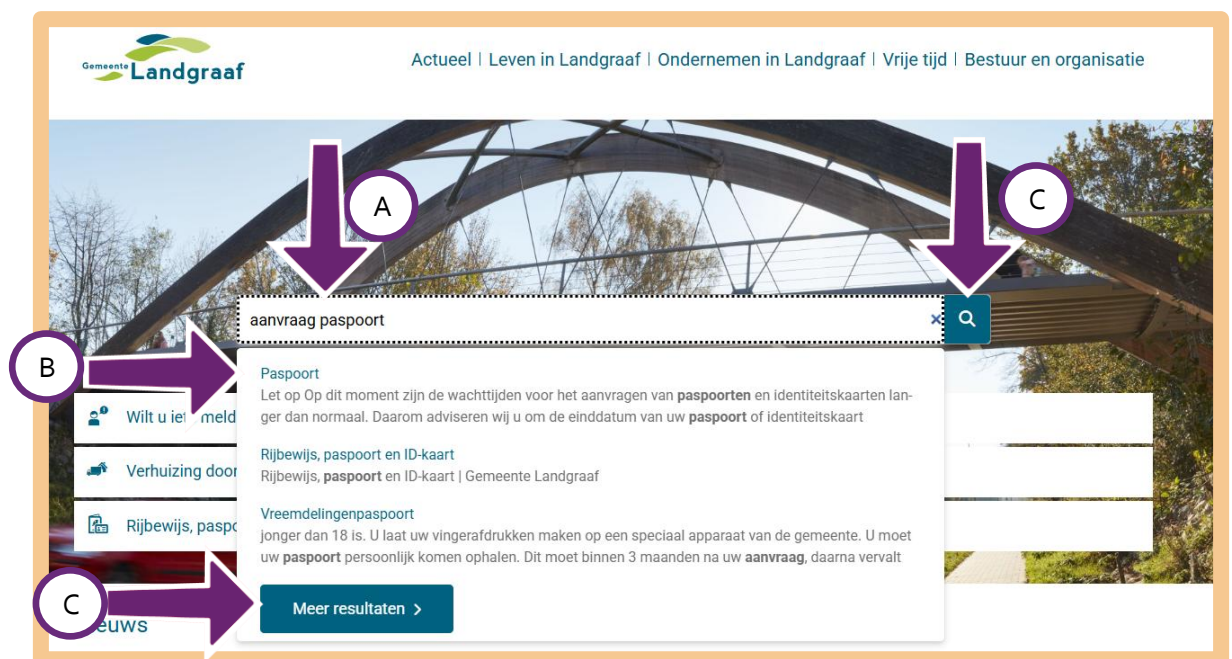 Gemeente Landgraaf
Actueel | Leven in Landgraaf | Ondernemen in Landgraaf | Vrije tijd | Bestuur en organisatie
A
C
aanvraag paspoort
B
Paspoort
Let op Op dit moment zijn de wachttijden voor het aanvragen van paspoorten en identiteitskaarten lan-
ger dan normaal. Daarom adviseren wij u om de einddatum van uw paspoort of identiteitskaart
Wilt u iet meld
Rijbewijs, paspoort en ID-kaart
Verhuizing door
Rijbewijs, paspoort en ID-kaart | Gemeente Landgraaf
Vreemdelingenpaspoort
Rijbewijs, paspo
jonger dan 18 is. U laat uw vingerafdrukken maken op een speciaal apparaat van de gemeente. U moet
uw paspoort persoonlijk komen ophalen. Dit moet binnen 3 maanden na uw aanvraag, daarna vervalt
C
Meer resultaten >
euws